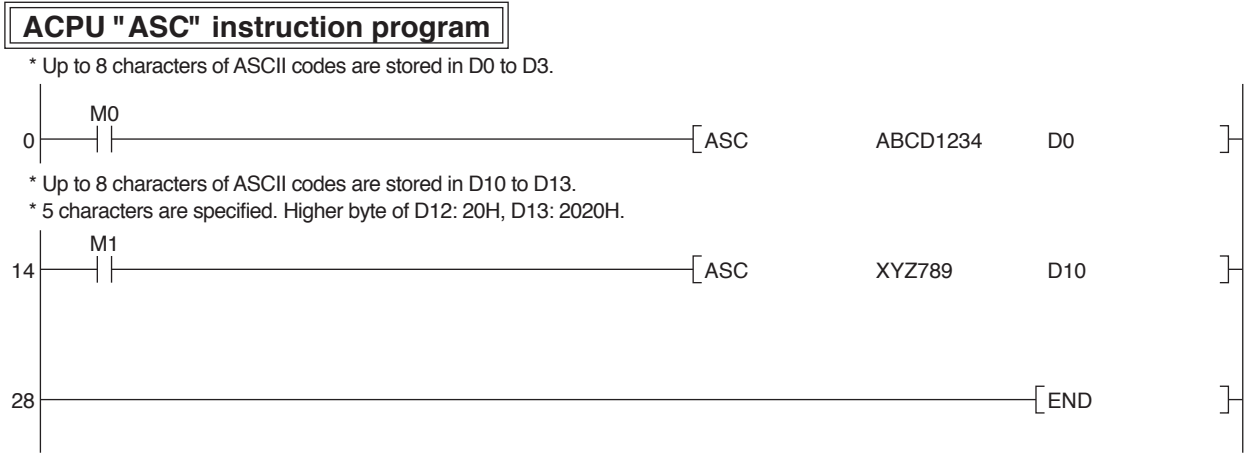 ACPU "ASC" instruction program
* Up to 8 characters of ASCII codes are stored in D0 to D3.
M0
0 ASC ABCD1234 D0
* Up to 8 characters of ASCII codes are stored in D10 to D13.
* 5 characters are specified. Higher byte of D12: 20H, D13: 2020H.
M1
14 ASC XYZ789 D10
28 END